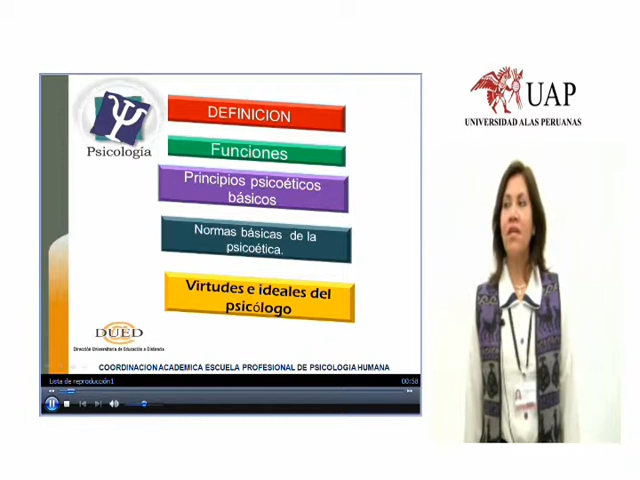 DEFINICION
Funciones
Principios psicoéticos
básicos
Normas básicas de la
psicoética.
Virtudes e ideales del
psicólogo
Psicología
DUED
Dirección Universitaria de Educación a Distancia
COORDINACION ACADEMICA ESCUELA PROFESIONAL DE PSICOLOGIA HUMANA
Lista de reproducción1
00:58
UAP
UNIVERSIDAD ALAS PERUANAS